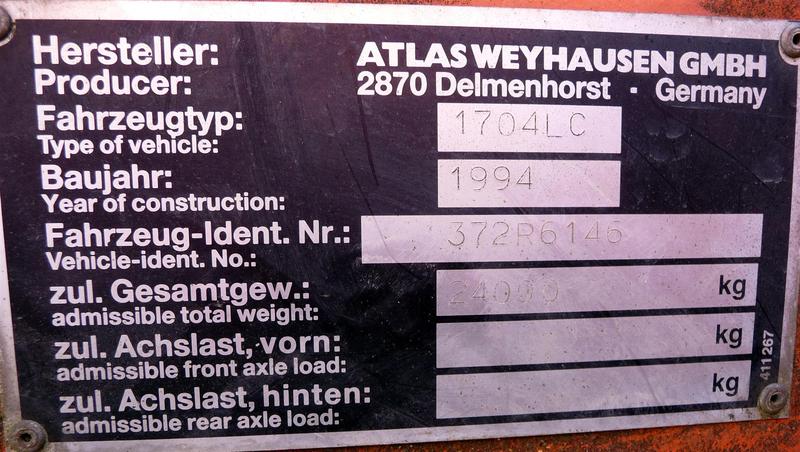 Hersteller: ATLAS WEYHAUSEN GMBH
Producer: 2870 Delmenhorst · Germany
Fahrzeugtyp: 1704LC
Type of vehicle:
Baujahr: 1994
Year of construction:
Fahrzeug-Ident. Nr.: 372R6146
Vehicle-ident. No.:
zul. Gesamtgew.: kg
admissible total weight:
zul. Achslast, vorn: kg
admissible front axle load:
zul. Achslast, hinten: kg
admissible rear axle load:
411267